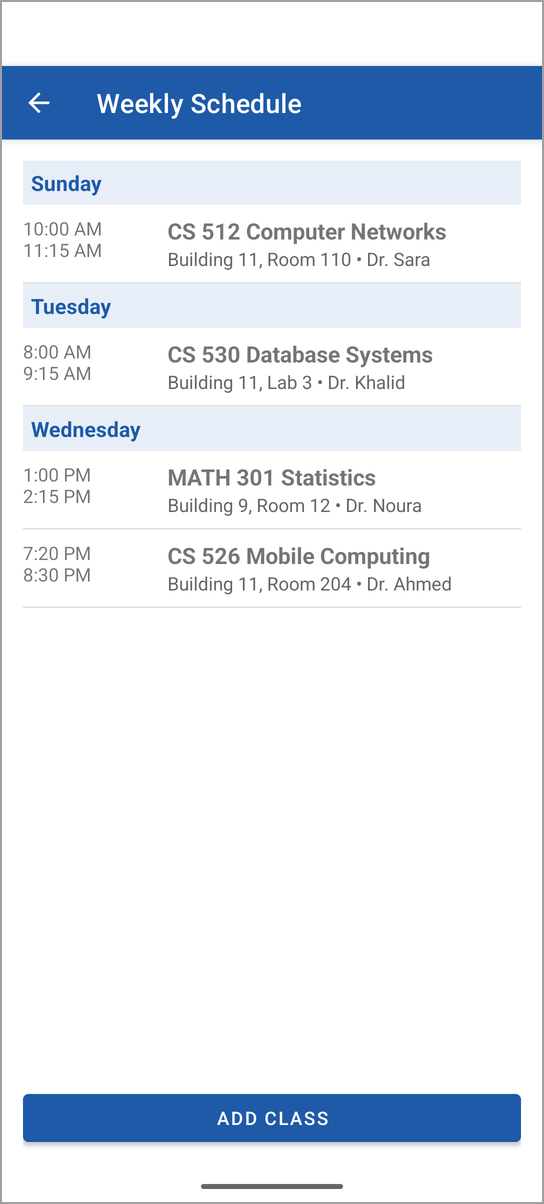 Weekly Schedule
Sunday
10:00 AM
11:15 AM
CS 512 Computer Networks
Building 11, Room 110 • Dr. Sara
Tuesday
8:00 AM
9:15 AM
CS 530 Database Systems
Building 11, Lab 3 • Dr. Khalid
Wednesday
1:00 PM
2:15 PM
MATH 301 Statistics
Building 9, Room 12 • Dr. Noura
7:20 PM
8:30 PM
CS 526 Mobile Computing
Building 11, Room 204 • Dr. Ahmed
ADD CLASS